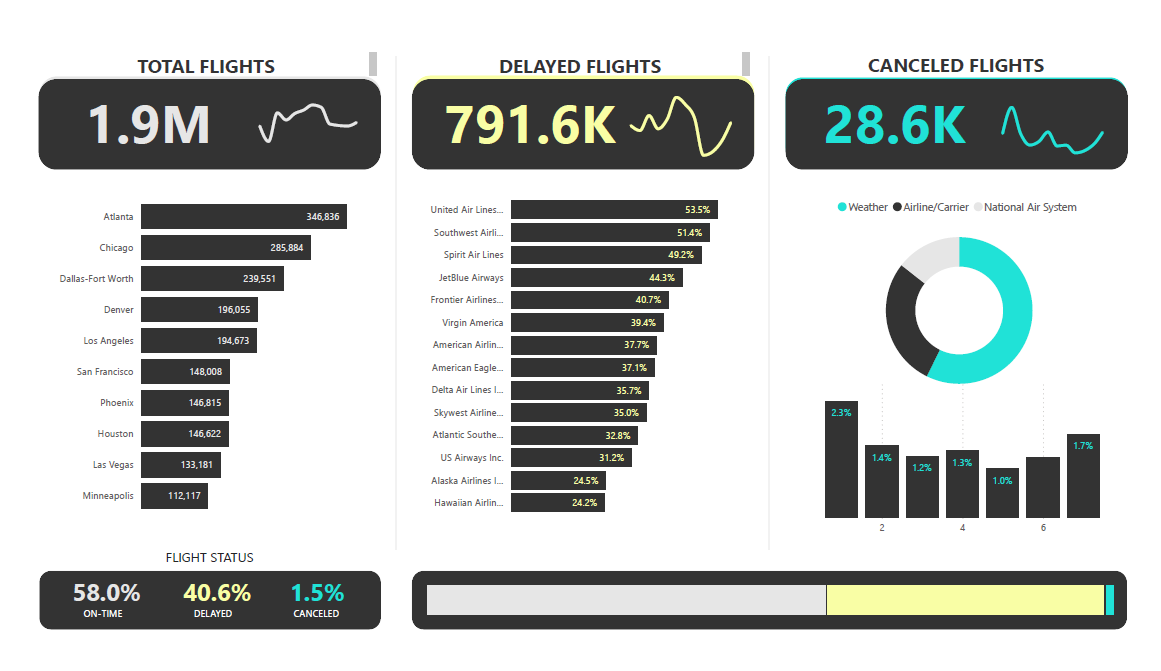 TOTAL FLIGHTS
1.9M
Atlanta 346,836
Chicago 285,884
Dallas-Fort Worth 239,551
Denver 196,055
Los Angeles 194,673
San Francisco 148,008
Phoenix 146,815
Houston 146,622
Las Vegas 133,181
Minneapolis 112,117
DELAYED FLIGHTS
791.6K
United Air Lines... 53.5%
Southwest Airli... 51.4%
Spirit Air Lines 49.2%
JetBlue Airways 44.3%
Frontier Airlines... 40.7%
Virgin America 39.4%
American Airlin... 37.7%
American Eagle... 37.1%
Delta Air Lines I... 35.7%
Skywest Airline... 35.0%
Atlantic Southe... 32.8%
US Airways Inc. 31.2%
Alaska Airlines I... 24.5%
Hawaiian Airlin... 24.2%
CANCELED FLIGHTS
28.6K
Weather Airline/Carrier National Air System
2.3% 1.4% 1.2% 1.3% 1.0% 1.7%
2 4 6
FLIGHT STATUS
58.0% 40.6% 1.5%
ON-TIME DELAYED CANCELED